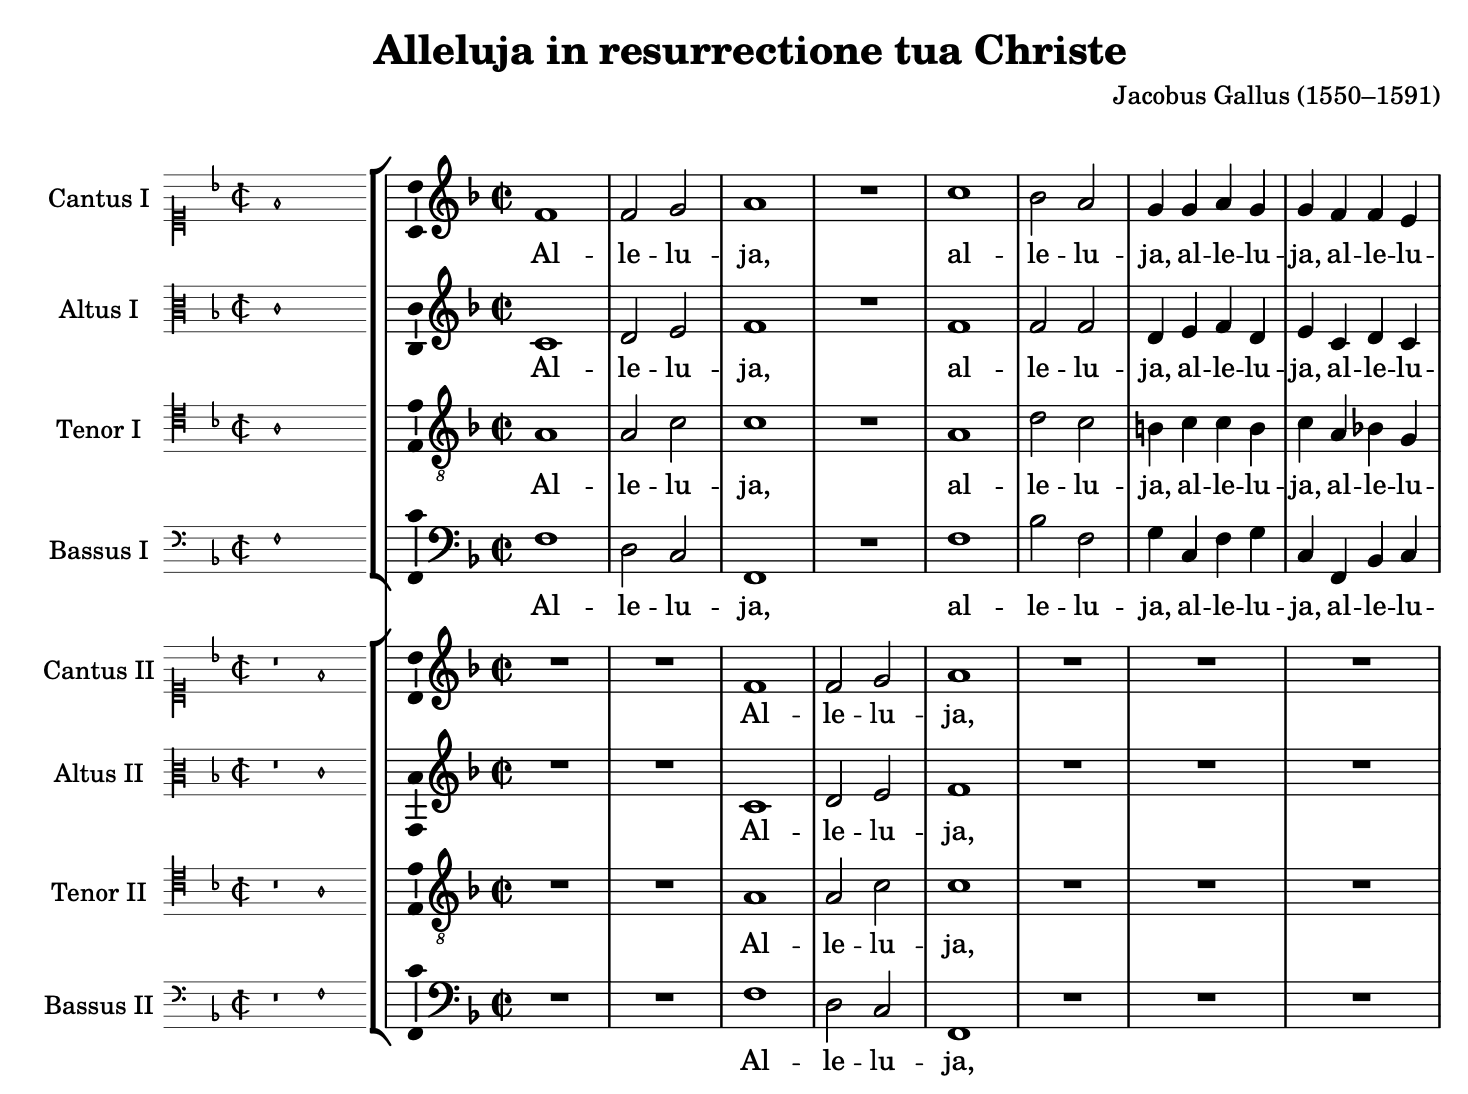 Alleluja in resurrectione tua Christe
Jacobus Gallus (1550–1591)
Cantus I
Al - le - lu - ja, al - le - lu - ja, al - le - lu - ja, al - le - lu -
Altus I
Al - le - lu - ja, al - le - lu - ja, al - le - lu - ja, al - le - lu -
Tenor I
8
Al - le - lu - ja, al - le - lu - ja, al - le - lu - ja, al - le - lu -
Bassus I
Al - le - lu - ja, al - le - lu - ja, al - le - lu - ja, al - le - lu -
Cantus II
Al - le - lu - ja,
Altus II
Al - le - lu - ja,
Tenor II
8
Al - le - lu - ja,
Bassus II
Al - le - lu - ja,